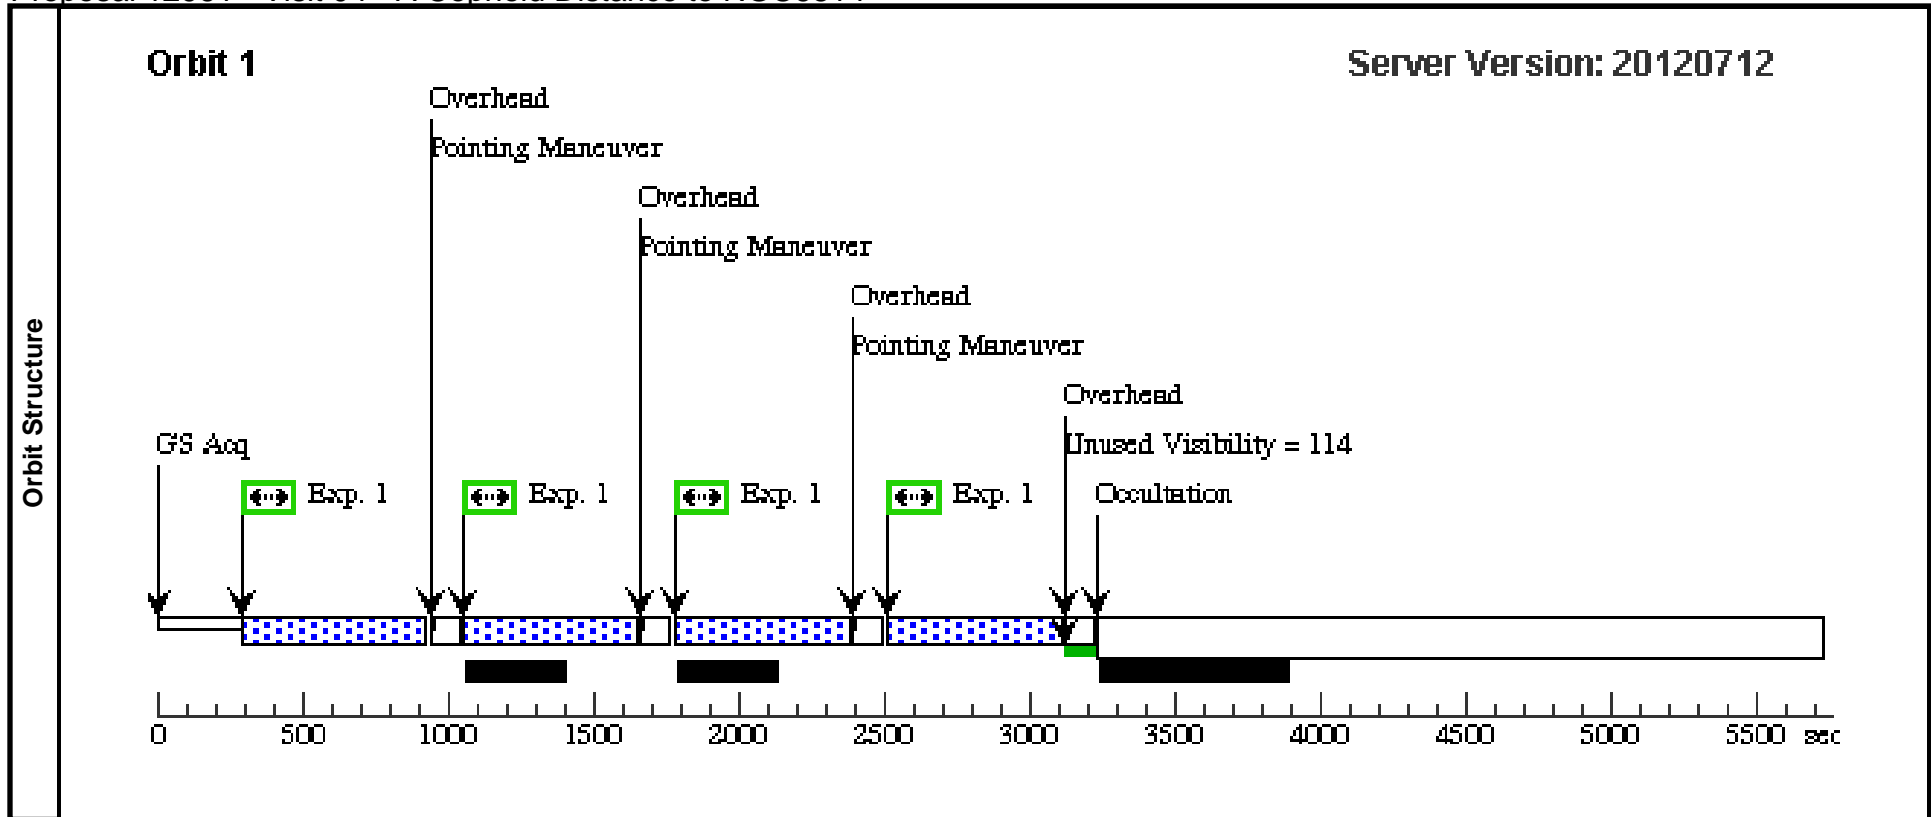 Orbit 1
Server Version: 20120712
Overhead
Pointing Maneuver
Overhead
Pointing Maneuver
Overhead
Pointing Maneuver
Overhead
GS Acq
Unused Visibility = 114
Exp. 1
Exp. 1
Exp. 1
Exp. 1
Occultation
Orbit Structure
0 500 1000 1500 2000 2500 3000 3500 4000 4500 5000 5500 sec